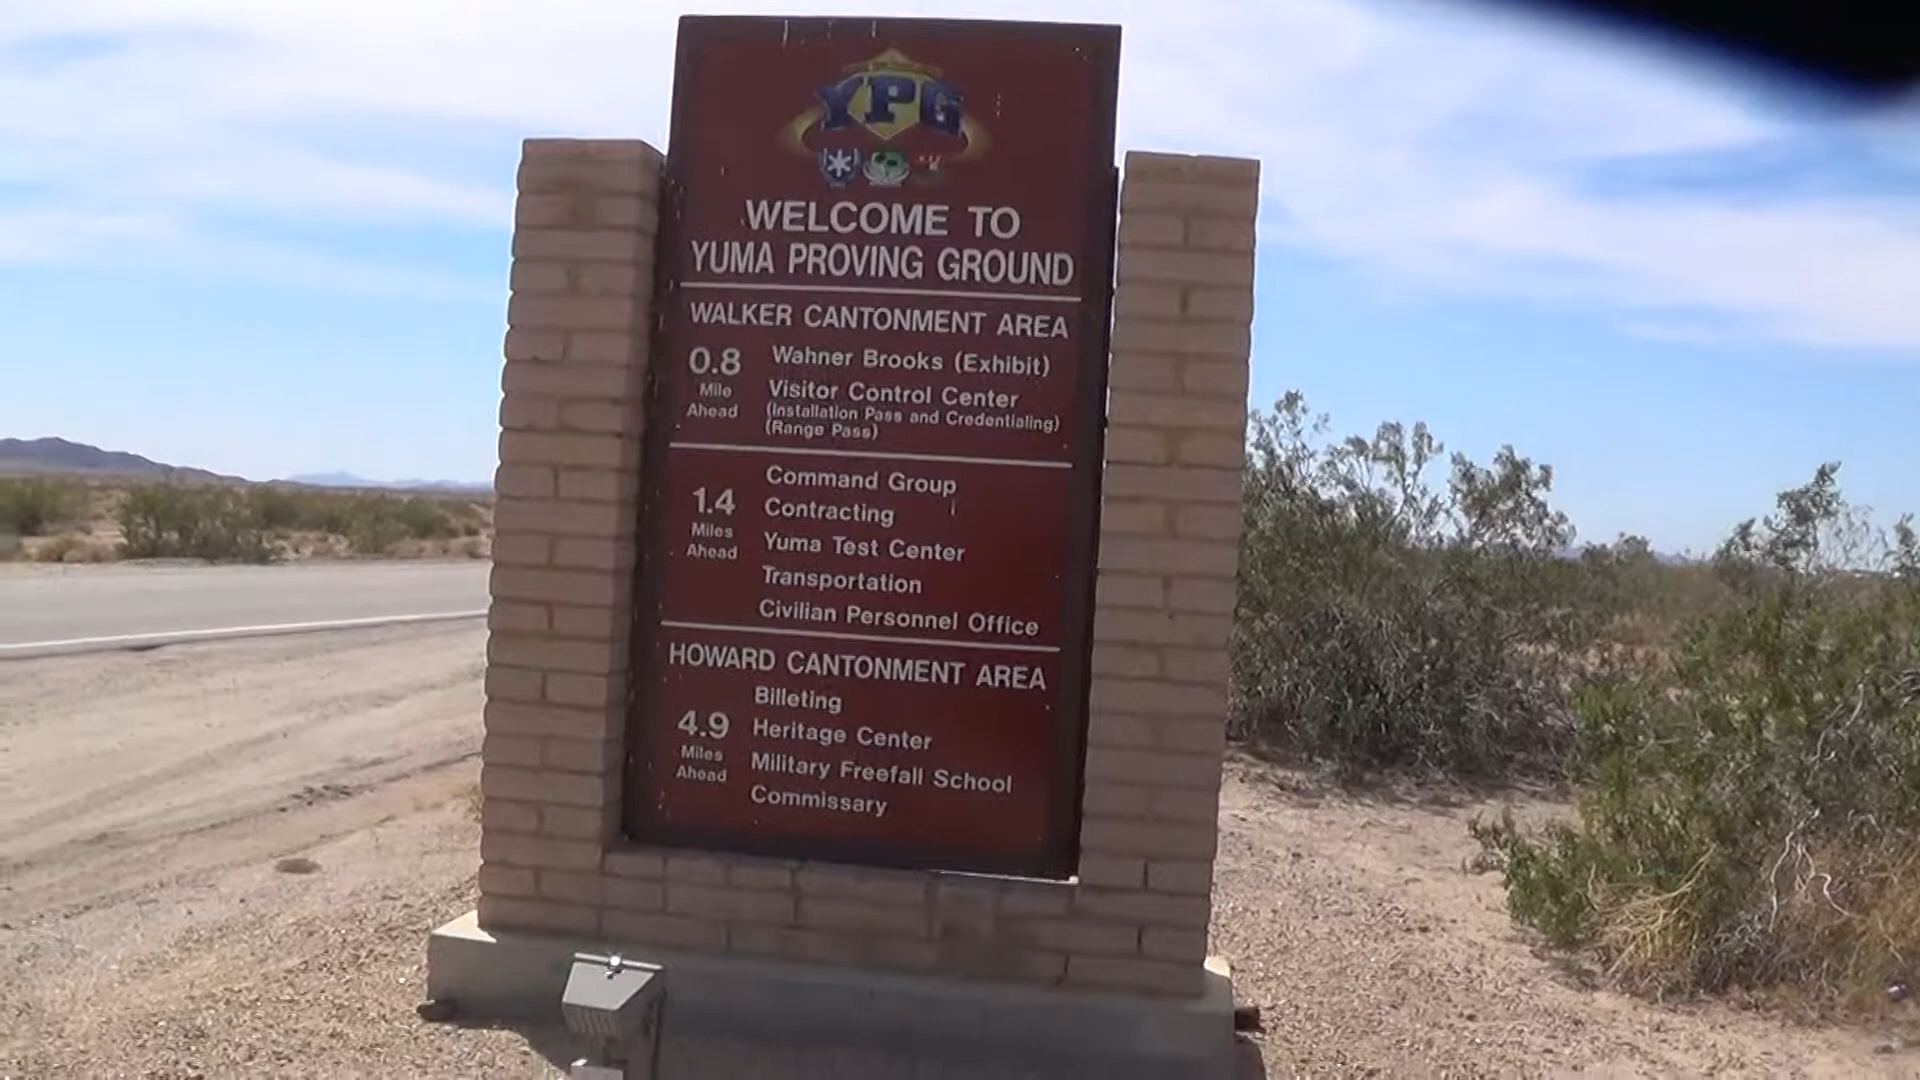 YPG
WELCOME TO
YUMA PROVING GROUND
WALKER CANTONMENT AREA
0.8
Mile
Ahead
Wahner Brooks (Exhibit)
Visitor Control Center
(Installation Pass and Credentialing)
(Range Pass)
1.4
Miles
Ahead
Command Group
Contracting
Yuma Test Center
Transportation
Civilian Personnel Office
HOWARD CANTONMENT AREA
4.9
Miles
Ahead
Billeting
Heritage Center
Military Freefall School
Commissary